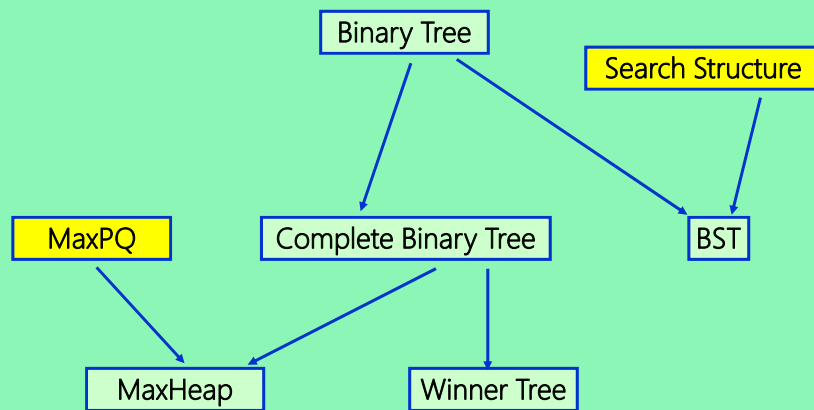 Binary Tree
Search Structure
MaxPQ
Complete Binary Tree
BST
MaxHeap
Winner Tree